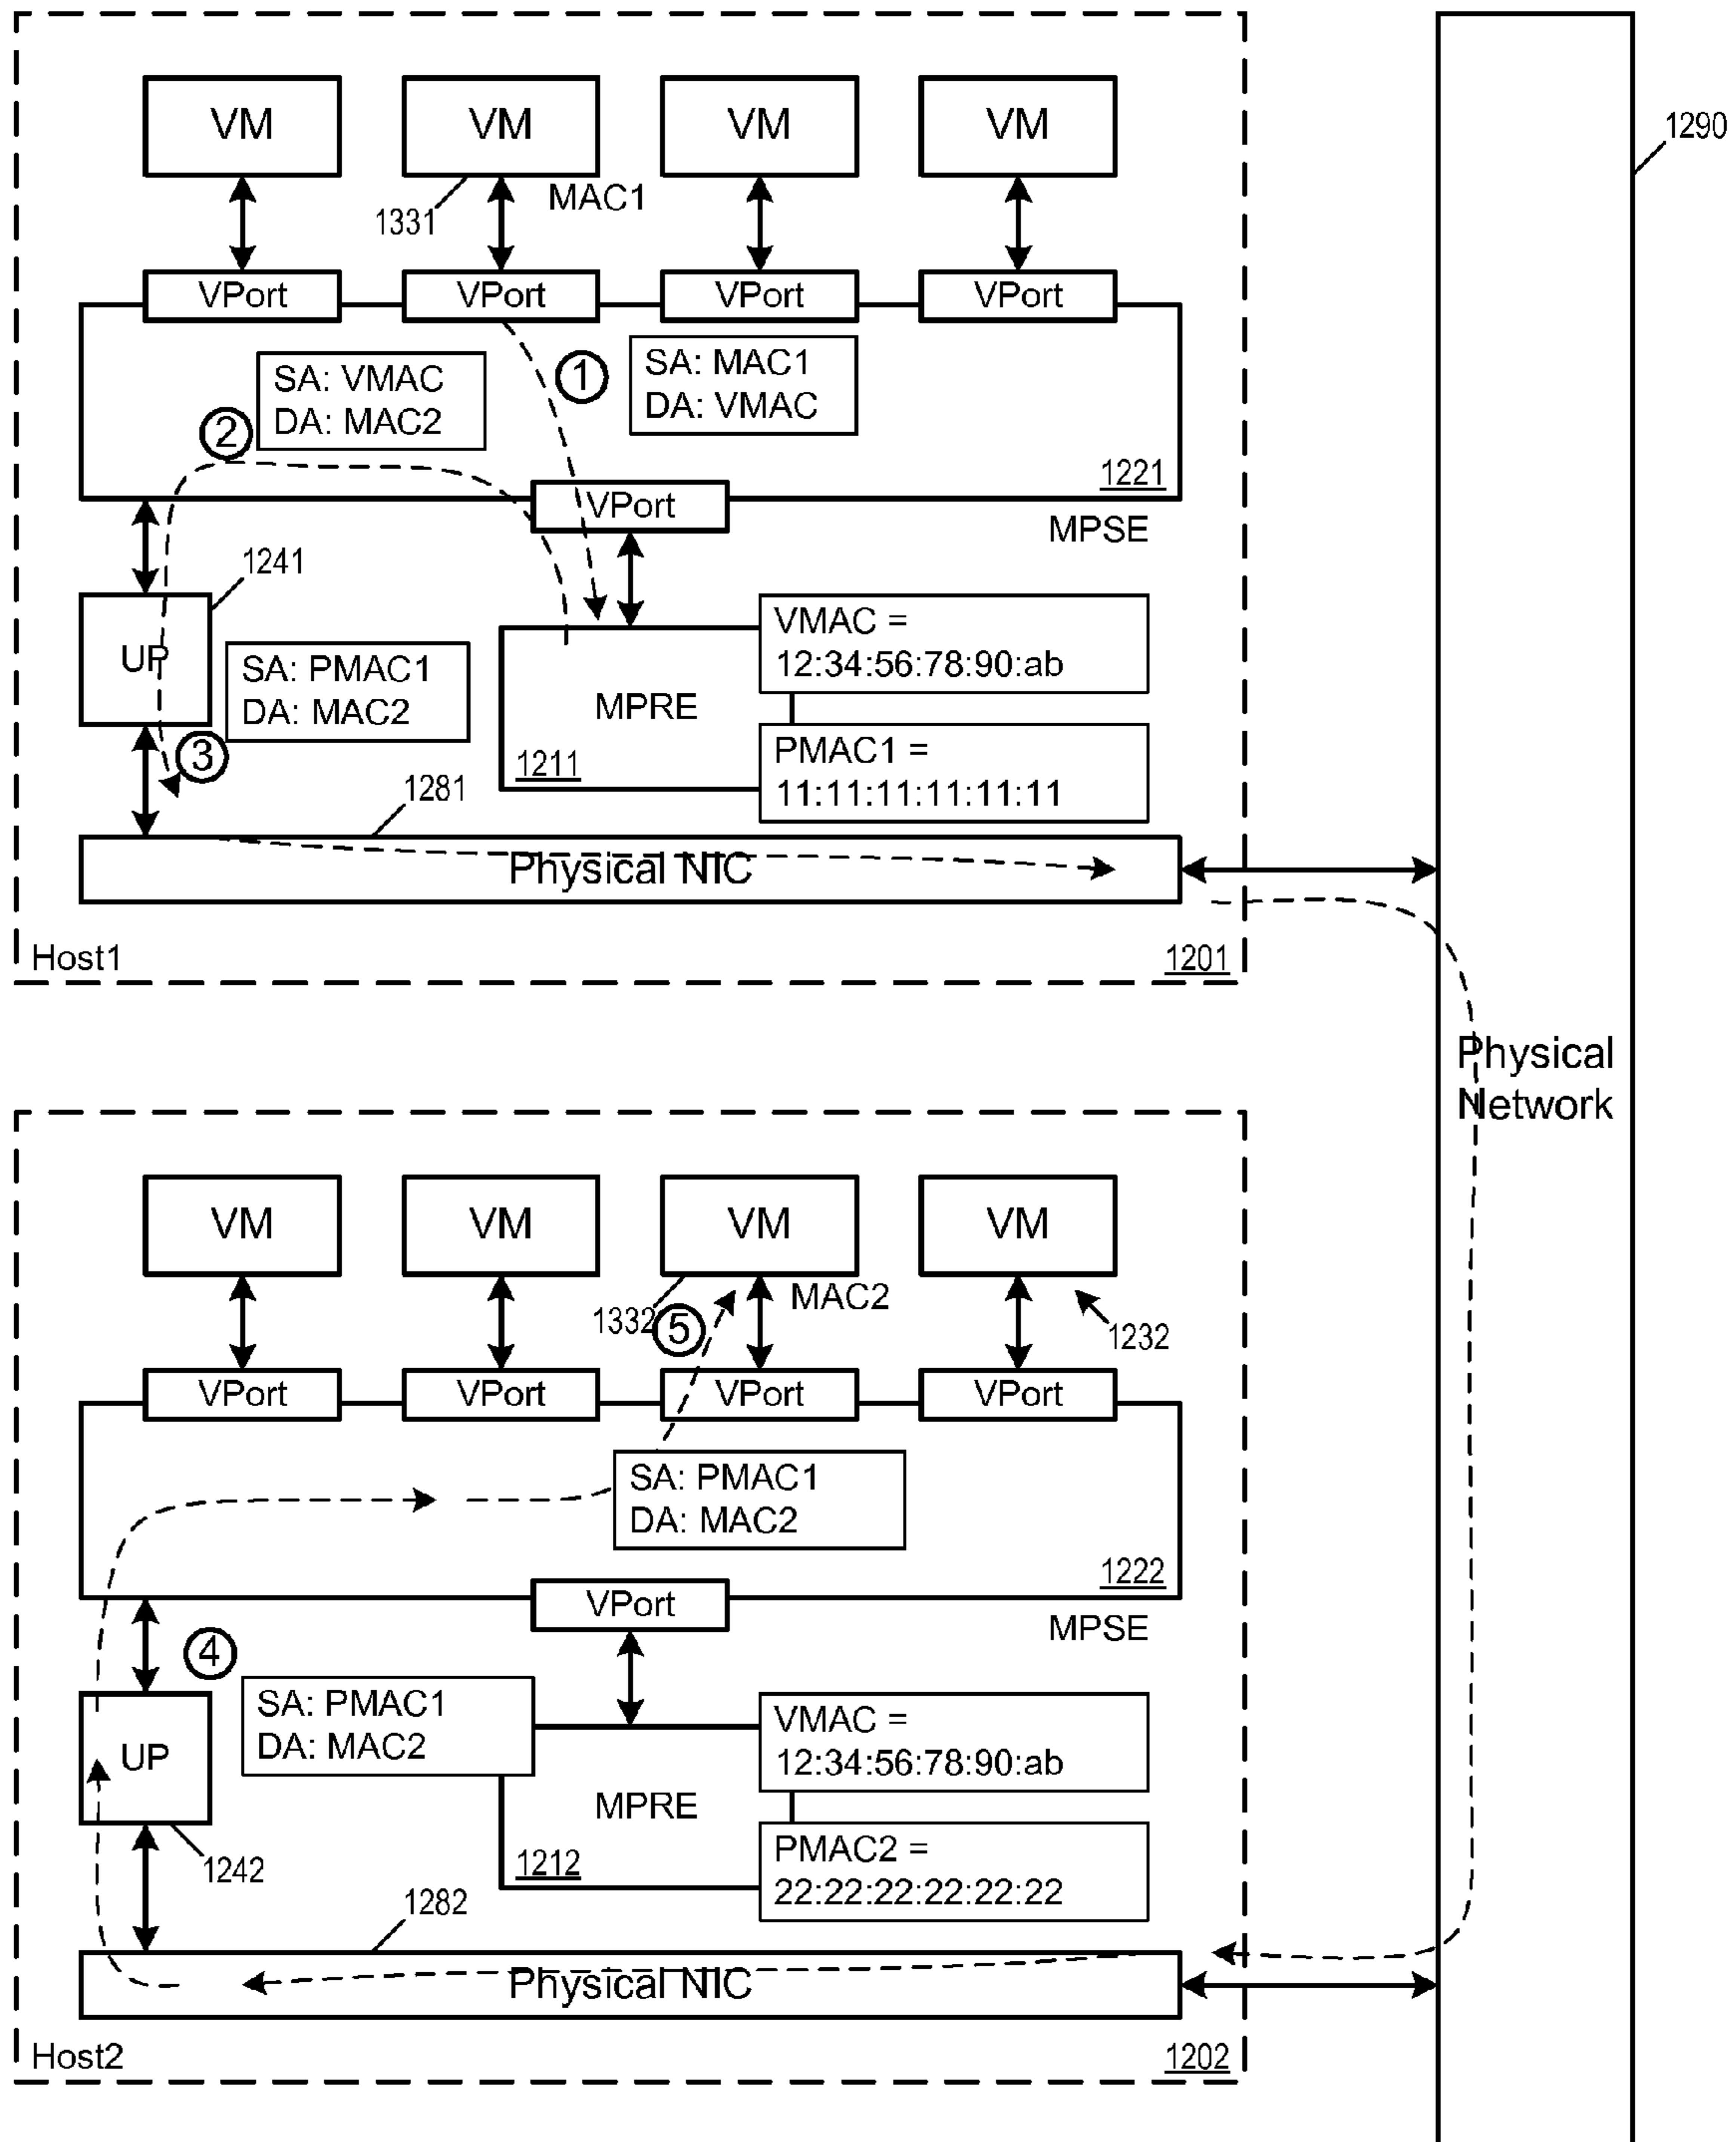 VM
VM
VM
VM
1290
1331
MAC1
VPort
VPort
VPort
VPort
SA: VMAC
DA: MAC2
1
SA: MAC1
DA: VMAC
2
1221
VPort
MPSE
1241
UP
SA: PMAC1
DA: MAC2
3
VMAC =
12:34:56:78:90:ab
MPRE
1211
PMAC1 =
11:11:11:11:11:11
1281
Physical NIC
Host1
1201
Physical
Network
VM
VM
VM
VM
1332
5
MAC2
1232
VPort
VPort
VPort
VPort
SA: PMAC1
DA: MAC2
1222
VPort
MPSE
4
SA: PMAC1
DA: MAC2
UP
VMAC =
12:34:56:78:90:ab
MPRE
1212
PMAC2 =
22:22:22:22:22:22
1242
1282
Physical NIC
Host2
1202